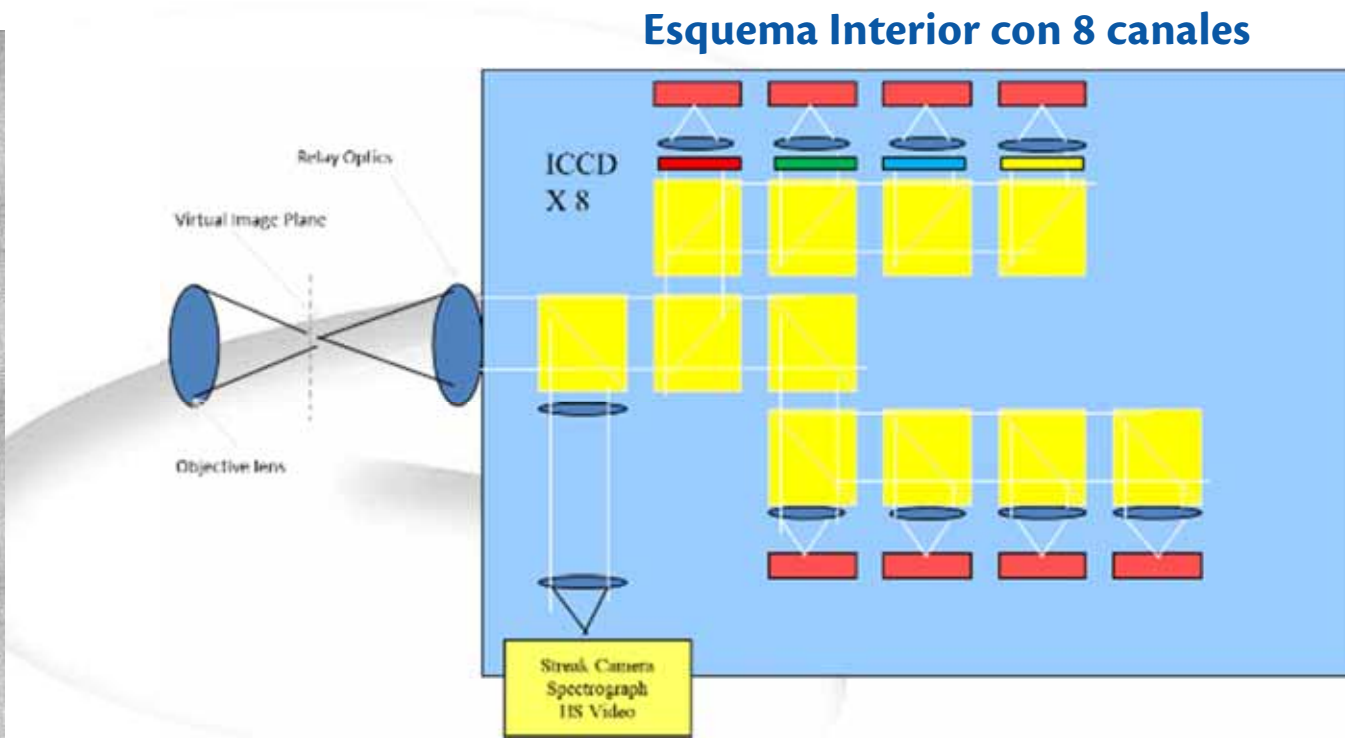 Esquema Interior con 8 canales
Relay Optics
ICCD
X 8
Virtual Image Plane
Objective lens
Streak Camera
Spectrograph
HS Video